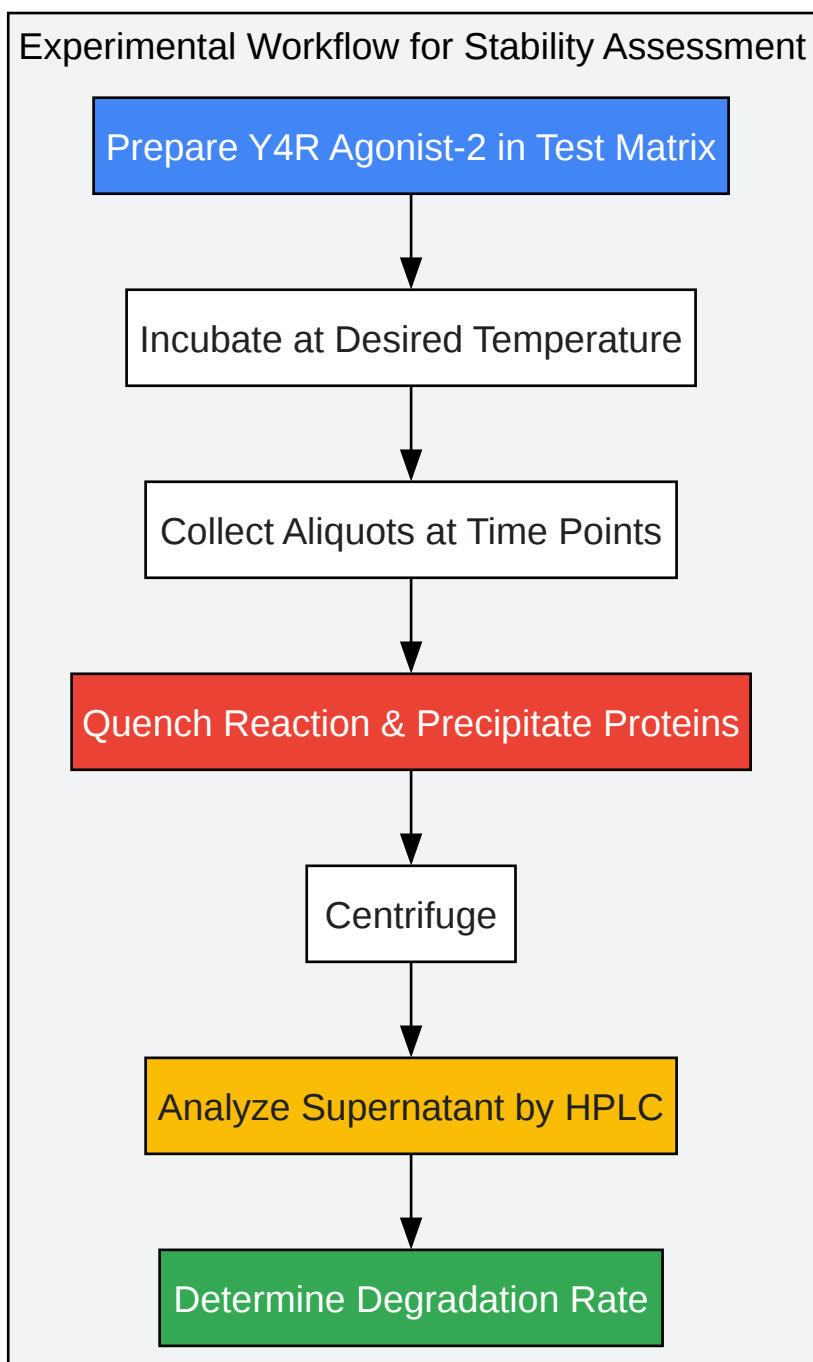 Experimental Workflow for Stability Assessment
Prepare Y4R Agonist-2 in Test Matrix
Incubate at Desired Temperature
Collect Aliquots at Time Points
Quench Reaction & Precipitate Proteins
Centrifuge
Analyze Supernatant by HPLC
Determine Degradation Rate